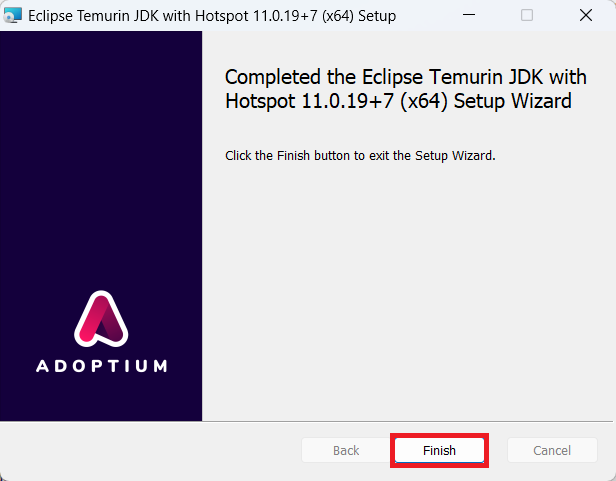 Eclipse Temurin JDK with Hotspot 11.0.19+7 (x64) Setup
Completed the Eclipse Temurin JDK with
Hotspot 11.0.19+7 (x64) Setup Wizard
Click the Finish button to exit the Setup Wizard.
ADOPTIUM
Back
Finish
Cancel